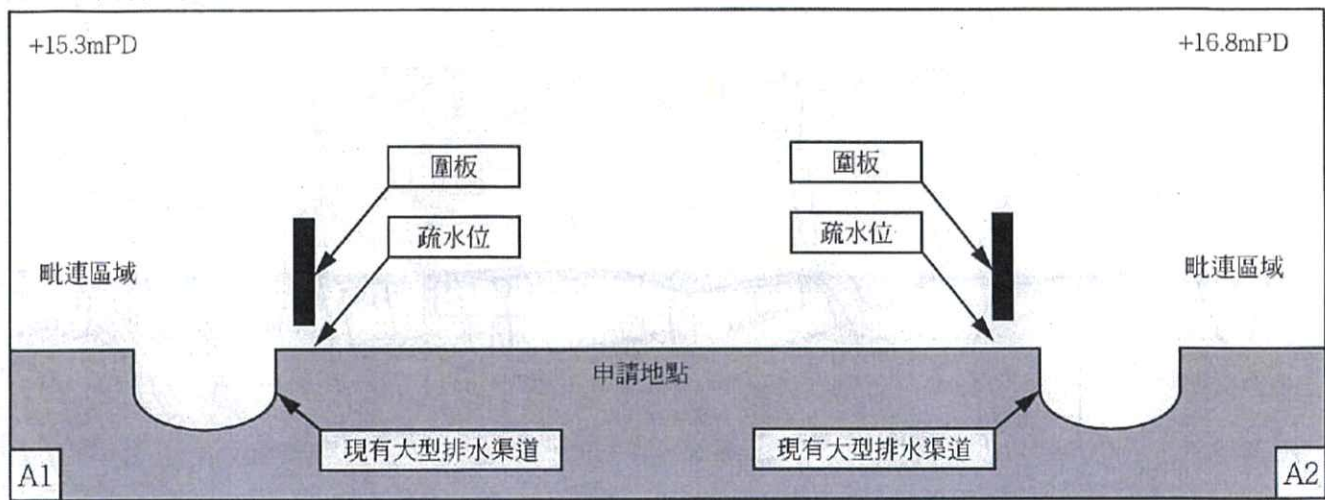 +15.3mPD
+16.8mPD
圍板
圍板
疏水位
疏水位
毗連區域
毗連區域
申請地點
現有大型排水渠道
現有大型排水渠道
A1
A2